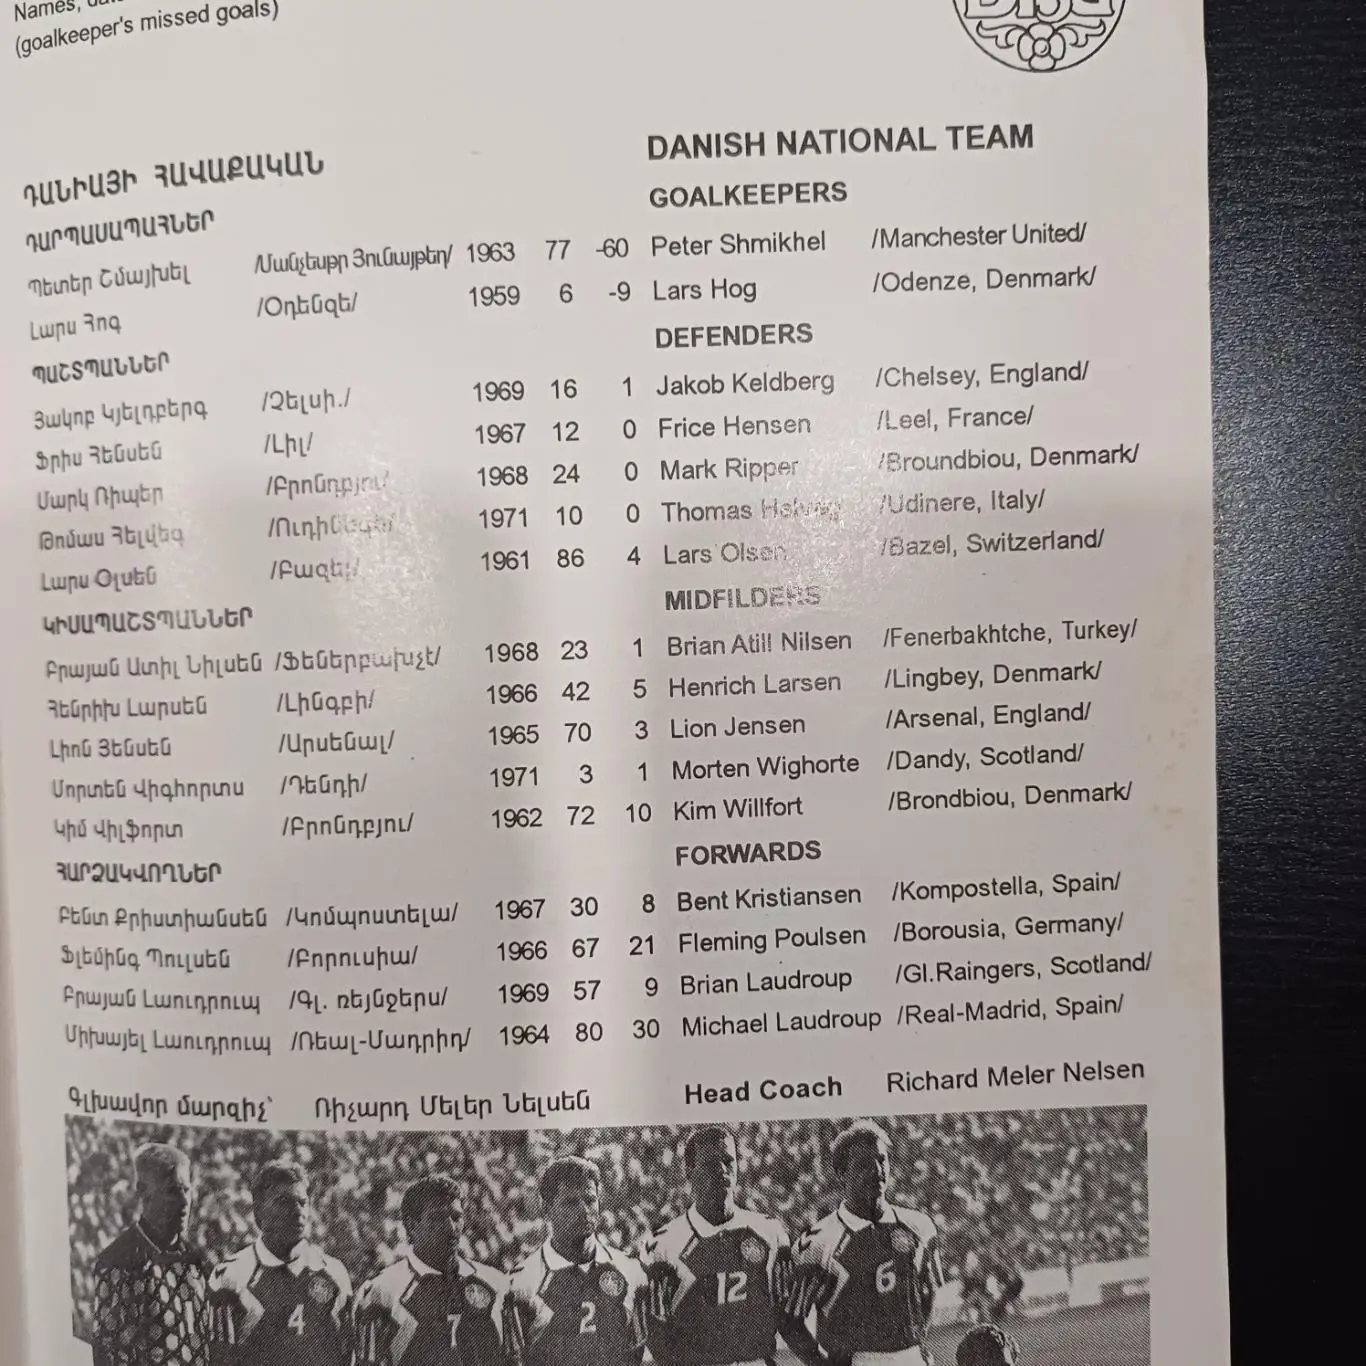 Names,
(goalkeeper's missed goals)
ԴԱՆԻԱՅԻ ՀԱՎԱՔԱԿԱՆ DANISH NATIONAL TEAM
ԴԱՐՊԱՍԱՊԱՀՆԵՐ GOALKEEPERS
Պետեր Շմայխել /Մանչեսթր Յունայթեդ/ 1963 77 -60 Peter Shmikhel /Manchester United/
Լարս Հոգ /Օդենզե/ 1959 6 -9 Lars Hog /Odenze, Denmark/
ՊԱՇՏՊԱՆՆԵՐ DEFENDERS
Յակոբ Կյելդբերգ /Չելսի./ 1969 16 1 Jakob Keldberg /Chelsey, England/
Ֆրիս Հենսեն /Լիլ/ 1967 12 0 Frice Hensen /Leel, France/
Մարկ Ռիպեր /Բրոնդբյու/ 1968 24 0 Mark Ripper /Broundbiou, Denmark/
Թոմաս Հելվեգ 1971 10 0 Thomas /Udinere, Italy/
Լարս Օլսեն /Բազել/ 1961 86 4 Lars Olsen /Bazel, Switzerland/
ԿԻՍԱՊԱՇՏՊԱՆՆԵՐ MIDFILDERS
Բրայան Ատիլ Նիլսեն /Ֆեներբախչե/ 1968 23 1 Brian Atill Nilsen /Fenerbakhtche, Turkey/
Հենրիխ Լարսեն /Լինգբի/ 1966 42 5 Henrich Larsen /Lingbey, Denmark/
Լիոն Յենսեն /Արսենալ/ 1965 70 3 Lion Jensen /Arsenal, England/
Մորտեն Վիգհորտս /Դենդի/ 1971 3 1 Morten Wighorte /Dandy, Scotland/
Կիմ Վիլֆորտ /Բրոնդբյու/ 1962 72 10 Kim Willfort /Brondbiou, Denmark/
ՀԱՐՁԱԿՎՈՂՆԵՐ FORWARDS
Բենտ Քրիստիանսեն /Կոմպոստելա/ 1967 30 8 Bent Kristiansen /Kompostella, Spain/
Ֆլեմինգ Պուլսեն /Բորուսիա/ 1966 67 21 Fleming Poulsen /Borousia, Germany/
Բրայան Լաուդրուպ /Գլ. ռեյնջերս/ 1969 57 9 Brian Laudroup /Gl.Raingers, Scotland/
Միխայել Լաուդրուպ /Ռեալ-Մադրիդ/ 1964 80 30 Michael Laudroup /Real-Madrid, Spain/
Գլխավոր մարզիչ՝ Ռիչարդ Մելեր Նելսեն Head Coach Richard Meler Nelsen
4 7 2 12 6